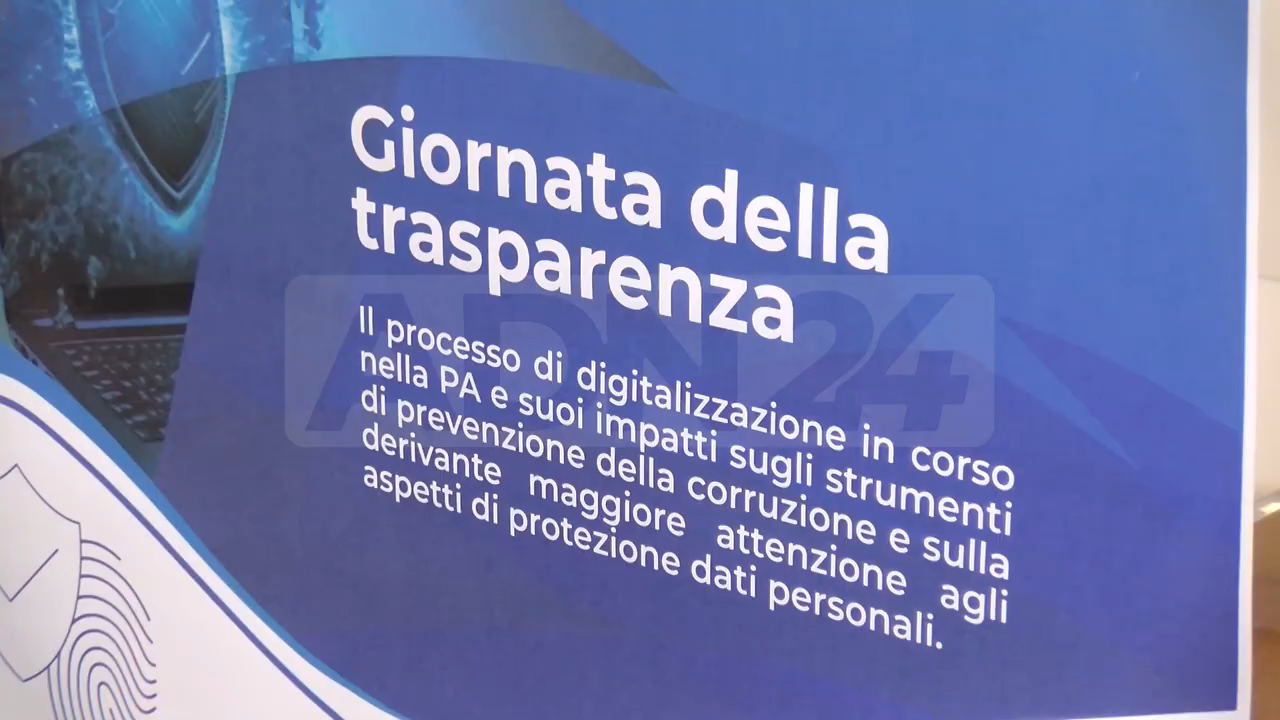 Giornata della
trasparenza
ADN24
Il processo di digitalizzazione in corso
nella PA e suoi impatti sugli strumenti
di prevenzione della corruzione e sulla
derivante maggiore attenzione agli
aspetti di protezione dati personali.